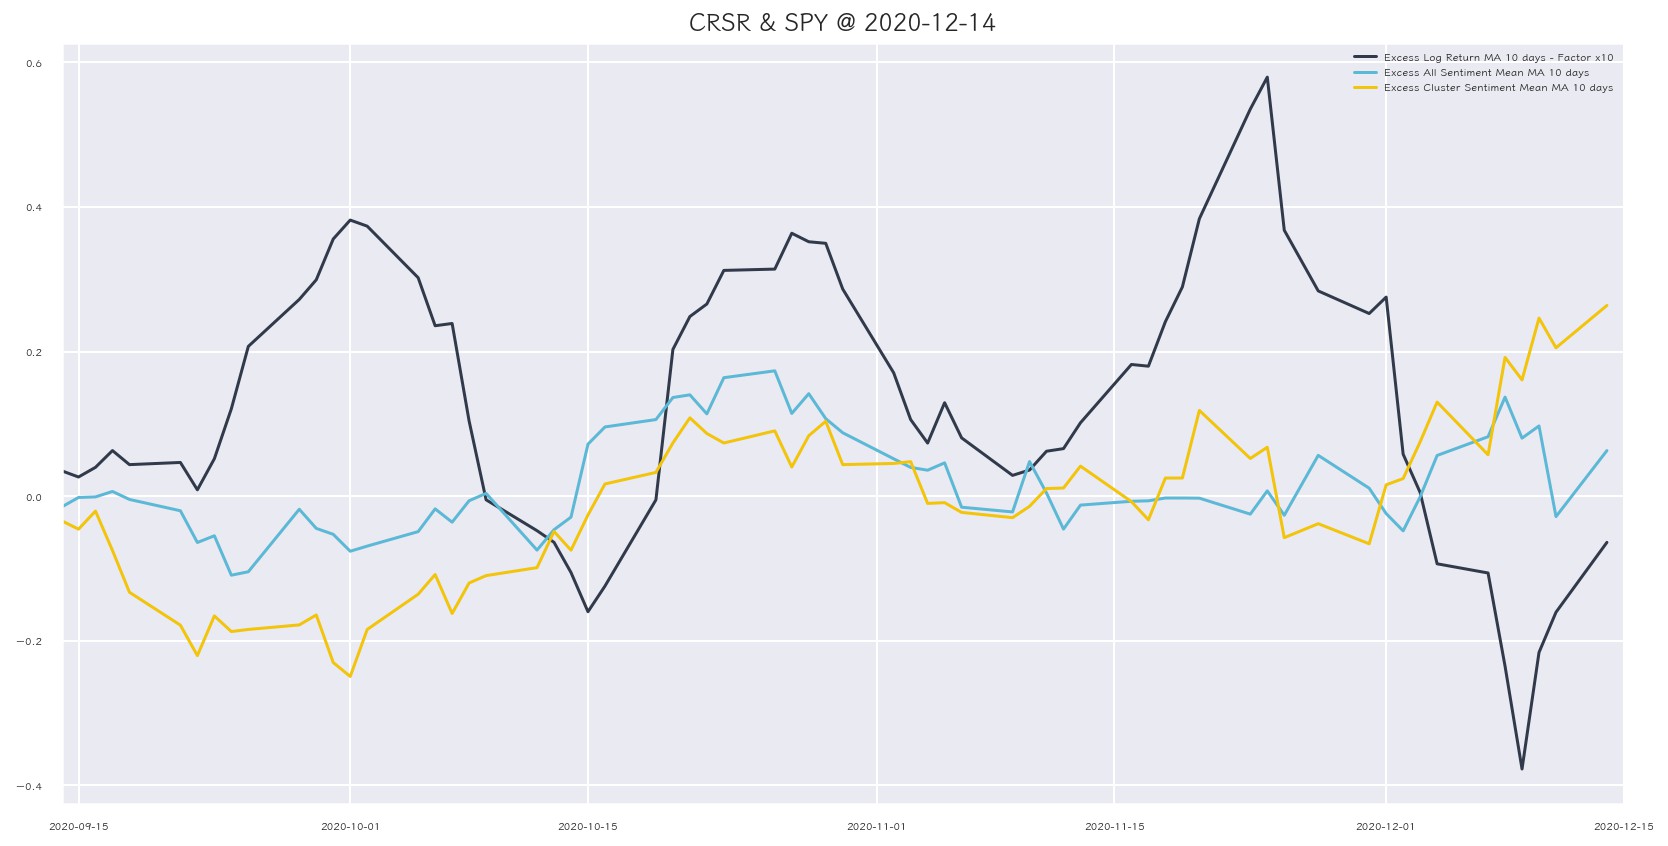 CRSR & SPY @ 2020-12-14
Excess Log Return MA 10 days - Factor x10
Excess All Sentiment Mean MA 10 days
Excess Cluster Sentiment Mean MA 10 days
0.6
0.4
0.2
0.0
−0.2
−0.4
2020-09-15 2020-10-01 2020-10-15 2020-11-01 2020-11-15 2020-12-01 2020-12-15